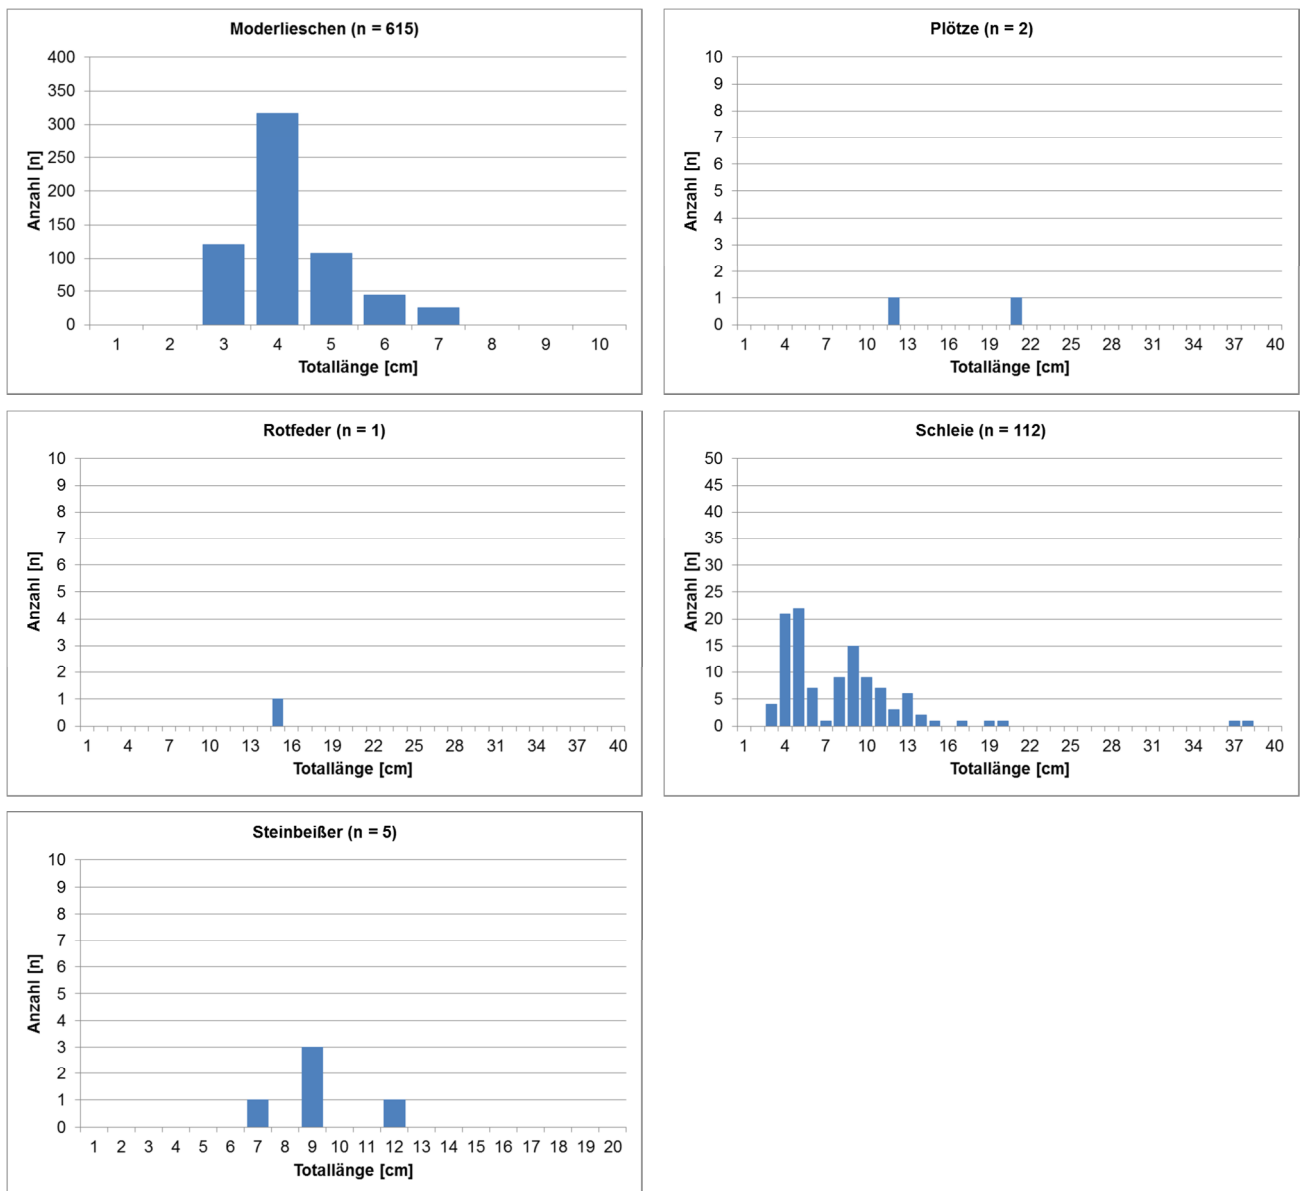 Moderlieschen (n = 615)
400
350
300
250
200
150
100
50
0
Anzahl [n]
1 2 3 4 5 6 7 8 9 10
Totallänge [cm]
Plötze (n = 2)
10
9
8
7
6
5
4
3
2
1
0
Anzahl [n]
1 4 7 10 13 16 19 22 25 28 31 34 37 40
Totallänge [cm]
Rotfeder (n = 1)
10
9
8
7
6
5
4
3
2
1
0
Anzahl [n]
1 4 7 10 13 16 19 22 25 28 31 34 37 40
Totallänge [cm]
Schleie (n = 112)
50
45
40
35
30
25
20
15
10
5
0
Anzahl [n]
1 4 7 10 13 16 19 22 25 28 31 34 37 40
Totallänge [cm]
Steinbeißer (n = 5)
10
9
8
7
6
5
4
3
2
1
0
Anzahl [n]
1 2 3 4 5 6 7 8 9 10 11 12 13 14 15 16 17 18 19 20
Totallänge [cm]